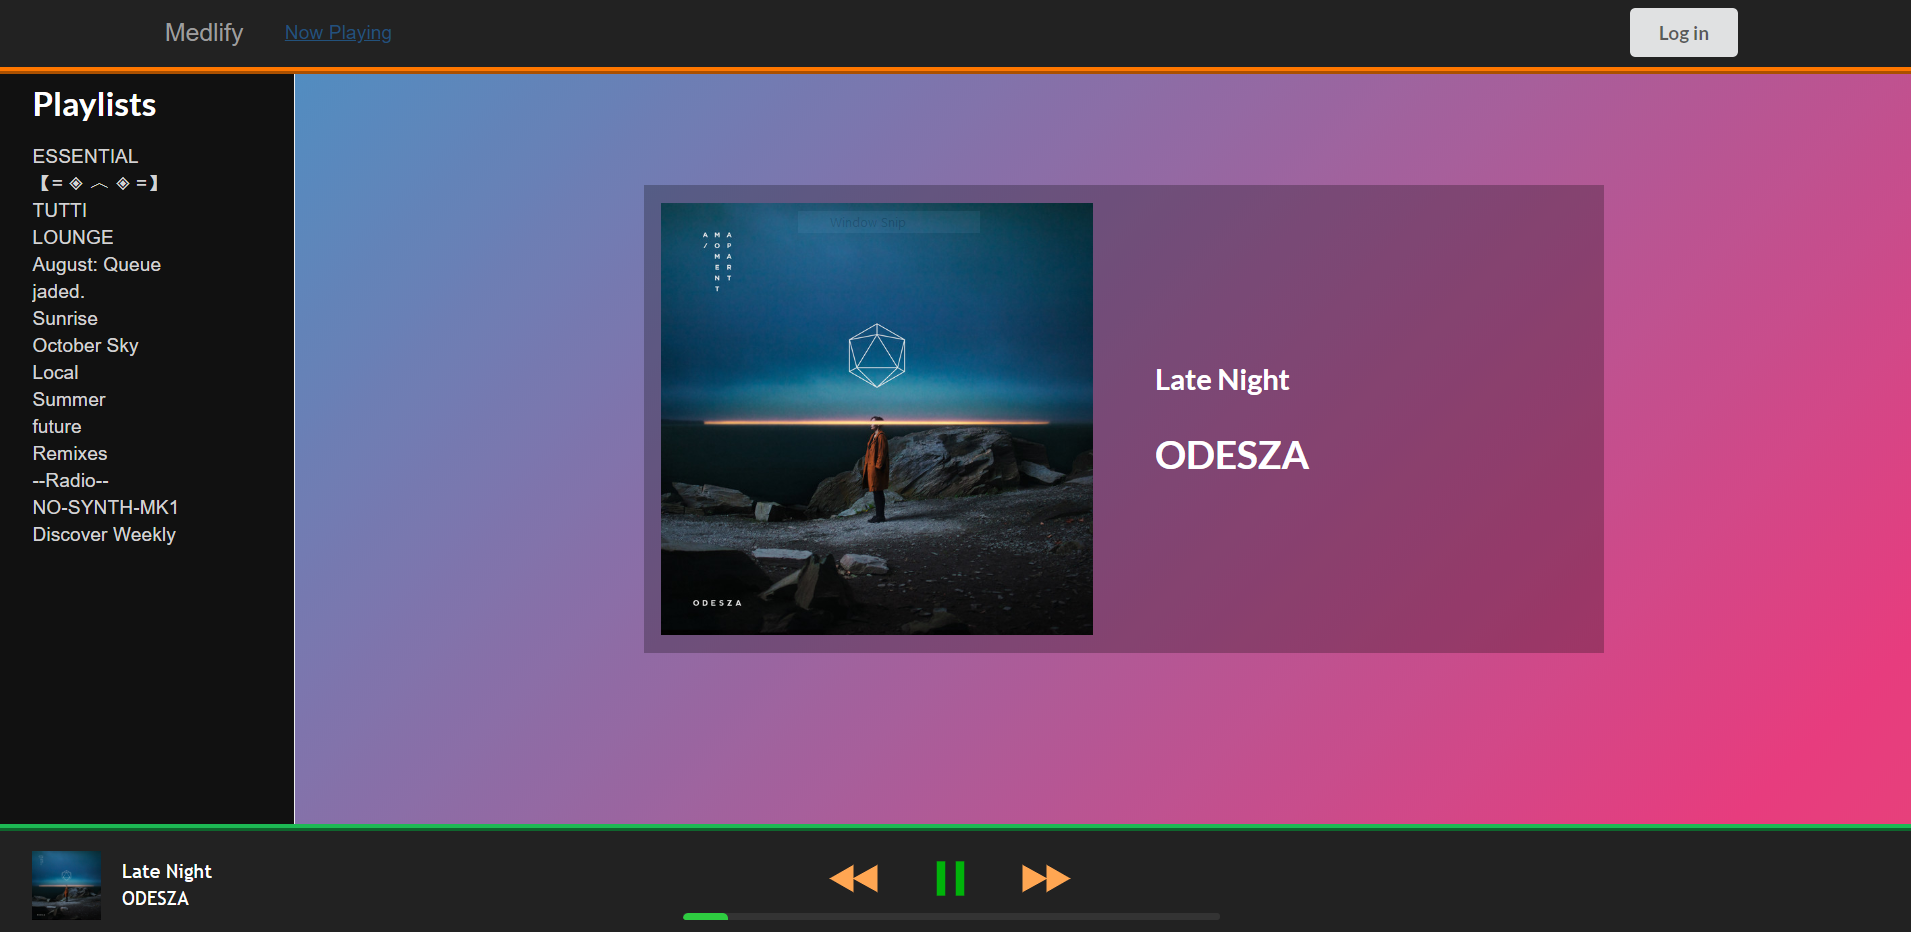 Medlify
Now Playing
Log in
Playlists
ESSENTIAL
【= ◈ ︿ ◈ =】
TUTTI
LOUNGE
August: Queue
jaded.
Sunrise
October Sky
Local
Summer
future
Remixes
--Radio--
NO-SYNTH-MK1
Discover Weekly
Window Snip
A/
MOMENT
APART
ODESZA
Late Night
ODESZA
Late Night
ODESZA